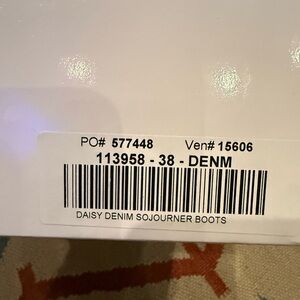 PO# 577448 Ven# 15606
113958 - 38 - DENM
DAISY DENIM SOJOURNER BOOTS